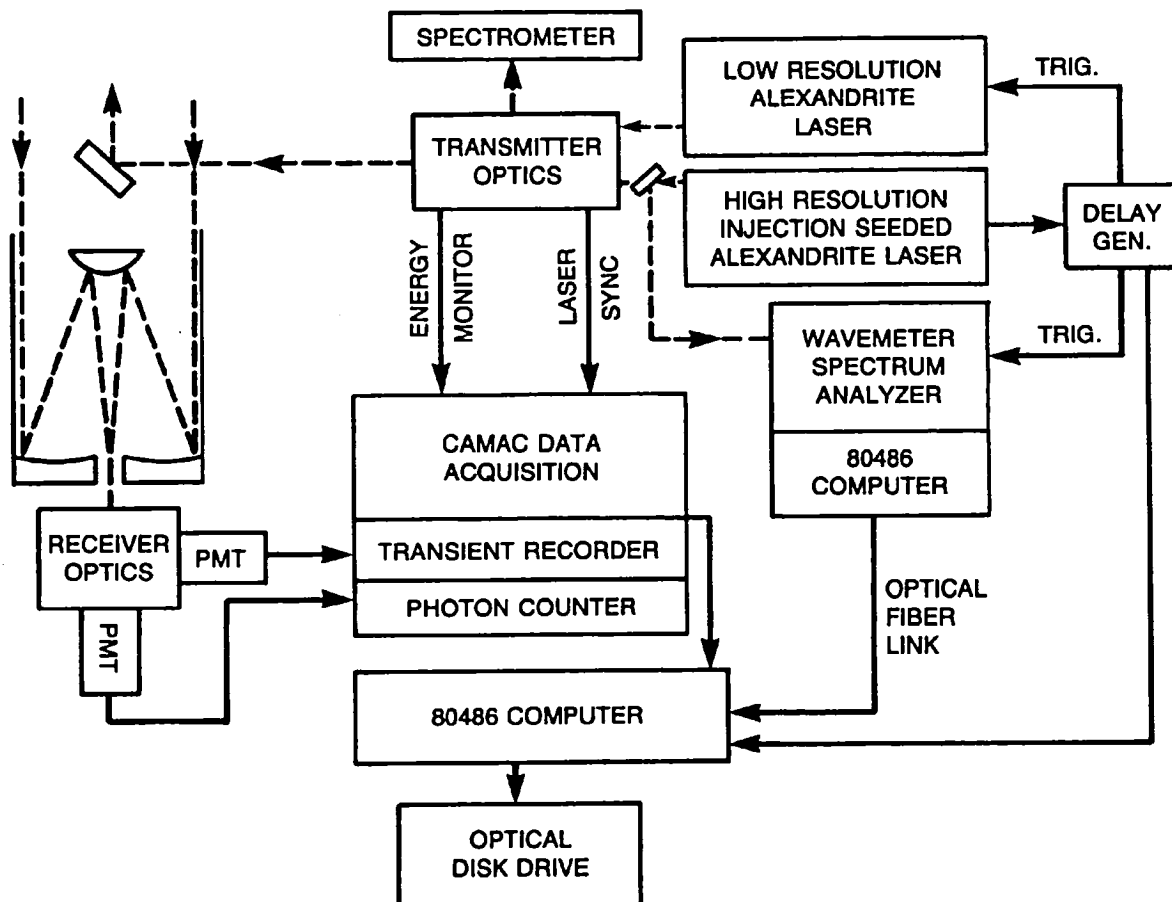 SPECTROMETER
LOW RESOLUTION
ALEXANDRITE
LASER
TRIG.
TRANSMITTER
OPTICS
HIGH RESOLUTION
INJECTION SEEDED
ALEXANDRITE LASER
DELAY
GEN.
ENERGY
MONITOR
LASER
SYNC
WAVEMETER
SPECTRUM
ANALYZER
TRIG.
80486
COMPUTER
CAMAC DATA
ACQUISITION
TRANSIENT RECORDER
PHOTON COUNTER
RECEIVER
OPTICS
PMT
PMT
OPTICAL
FIBER
LINK
80486 COMPUTER
OPTICAL
DISK DRIVE